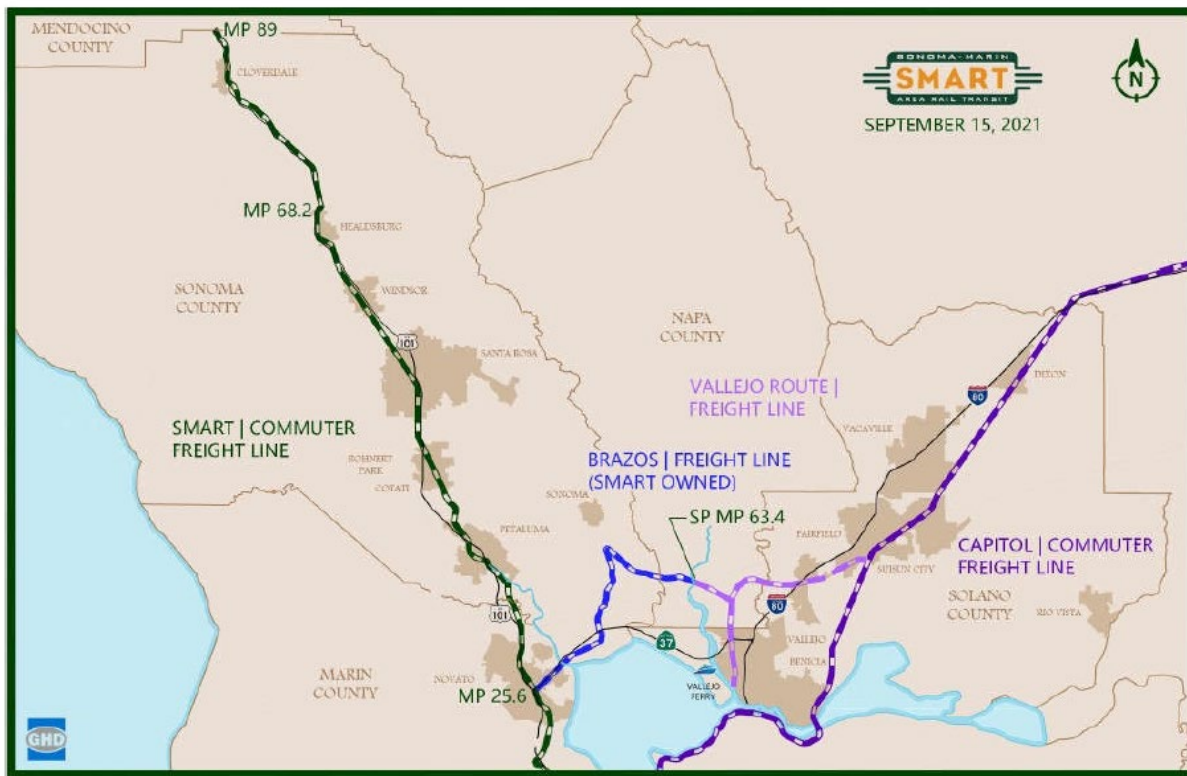 MENDOCINO
COUNTY
MP 89
CLOVERDALE
SONOMA-MARIN
SMART
AREA RAIL TRANSIT
SEPTEMBER 15, 2021
N
MP 68.2
HEALDSBURG
SONOMA
COUNTY
WINDSOR
101
SANTA ROSA
NAPA
COUNTY
VALLEJO ROUTE |
FREIGHT LINE
80
DIXON
VACAVILLE
SMART | COMMUTER
FREIGHT LINE
ROHNERT
PARK
COTATI
BRAZOS | FREIGHT LINE
(SMART OWNED)
SONOMA
SP MP 63.4
PETALUMA
FAIRFIELD
SUISUN CITY
CAPITOL | COMMUTER
FREIGHT LINE
SOLANO
COUNTY
RIO VISTA
101
80
37
VALLEJO
BENICIA
MARIN
COUNTY
NOVATO
MP 25.6
VALLEJO
FERRY
GHD